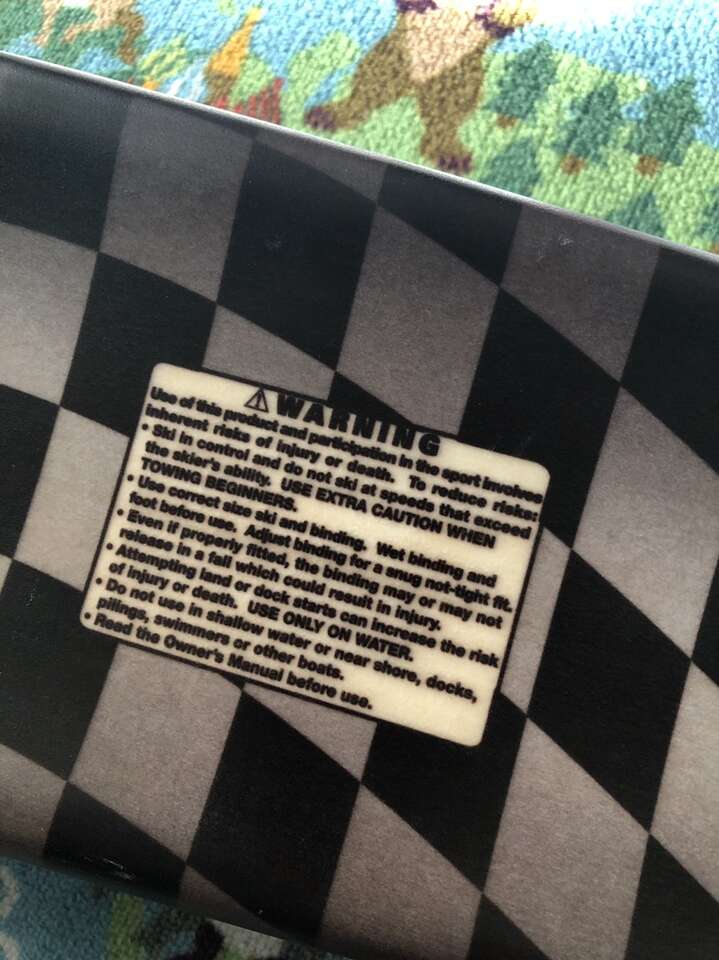 ⚠ WARNING
Use of this product and participation in the sport involves
inherent risks of injury or death. To reduce risks:
• Ski in control and do not ski at speeds that exceed
the skier's ability. USE EXTRA CAUTION WHEN
TOWING BEGINNERS.
• Use correct size ski and binding. Wet binding and
foot before use. Adjust binding for a snug not-tight fit.
• Even if properly fitted, the binding may or may not
release in a fall which could result in injury.
• Attempting land or dock starts can increase the risk
of injury or death. USE ONLY ON WATER.
• Do not use in shallow water or near shore, docks,
pilings, swimmers or other boats.
• Read the Owner's Manual before use.